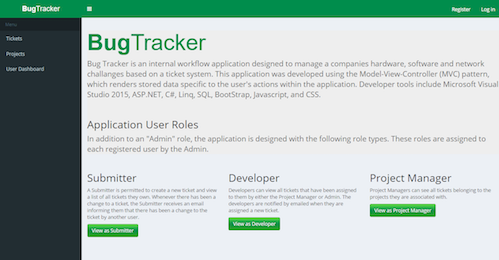 BugTracker
Register
Log in
Menu
Tickets
Projects
User Dashboard
BugTracker
Bug Tracker is an internal workflow application designed to manage a companies hardware, software and network
challanges based on a ticket system. This application was developed using the Model-View-Controller (MVC) pattern,
which renders stored data specific to the user's actions within the application. Developer tools include Microsoft Visual
Studio 2015, ASP.NET, C#, Linq, SQL, BootStrap, Javascript, and CSS.
Application User Roles
In addition to an "Admin" role, the application is designed with the following role types. These roles are assigned to
each registered user by the Admin.
Submitter
A Submitter is permitted to create a new ticket and view
a list of all tickets they own. Whenever there has been a
change to a ticket, the Submitter receives an email
informing them that there has been a change to the
ticket by another user.
View as Submitter
Developer
Developers can view all tickets that have been assigned
to them by either the Project Manager or Admin. The
developers are notified by emailed when they are
assigned a new ticket.
View as Developer
Project Manager
Project Managers can see all tickets belonging to the
projects they are associated with.
View as Project Manager